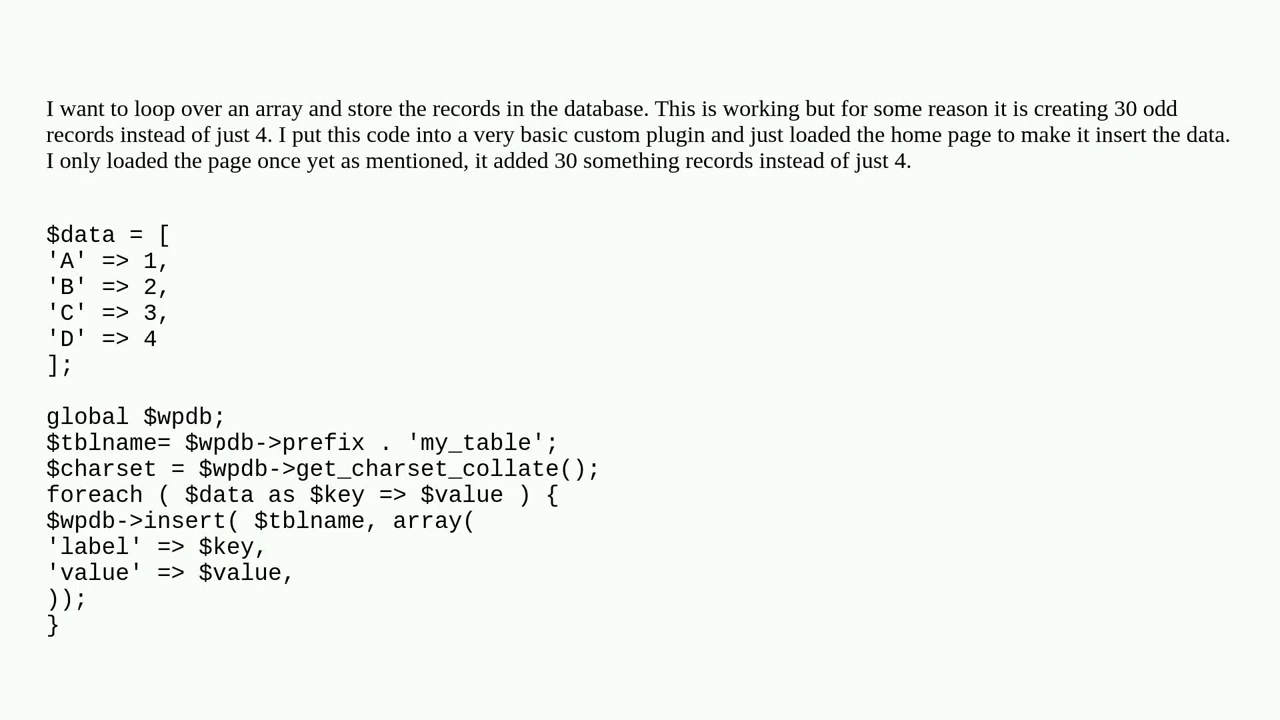 I want to loop over an array and store the records in the database. This is working but for some reason it is creating 30 odd
records instead of just 4. I put this code into a very basic custom plugin and just loaded the home page to make it insert the data.
I only loaded the page once yet as mentioned, it added 30 something records instead of just 4.
$data = [
'A' => 1,
'B' => 2,
'C' => 3,
'D' => 4
];
global $wpdb;
$tblname= $wpdb->prefix . 'my_table';
$charset = $wpdb->get_charset_collate();
foreach ( $data as $key => $value ) {
$wpdb->insert( $tblname, array(
'label' => $key,
'value' => $value,
));
}